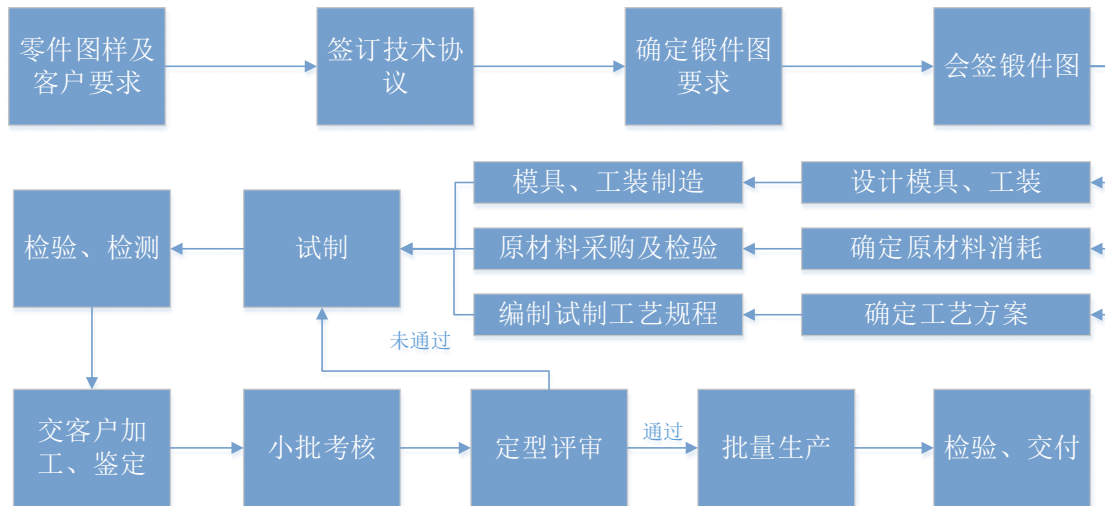 零件图样及
客户要求
签订技术协
议
确定锻件图
要求
会签锻件图
模具、工装制造
设计模具、工装
检验、检测
试制
原材料采购及检验
确定原材料消耗
编制试制工艺规程
确定工艺方案
未通过
交客户加
工、鉴定
小批考核
定型评审
通过
批量生产
检验、交付